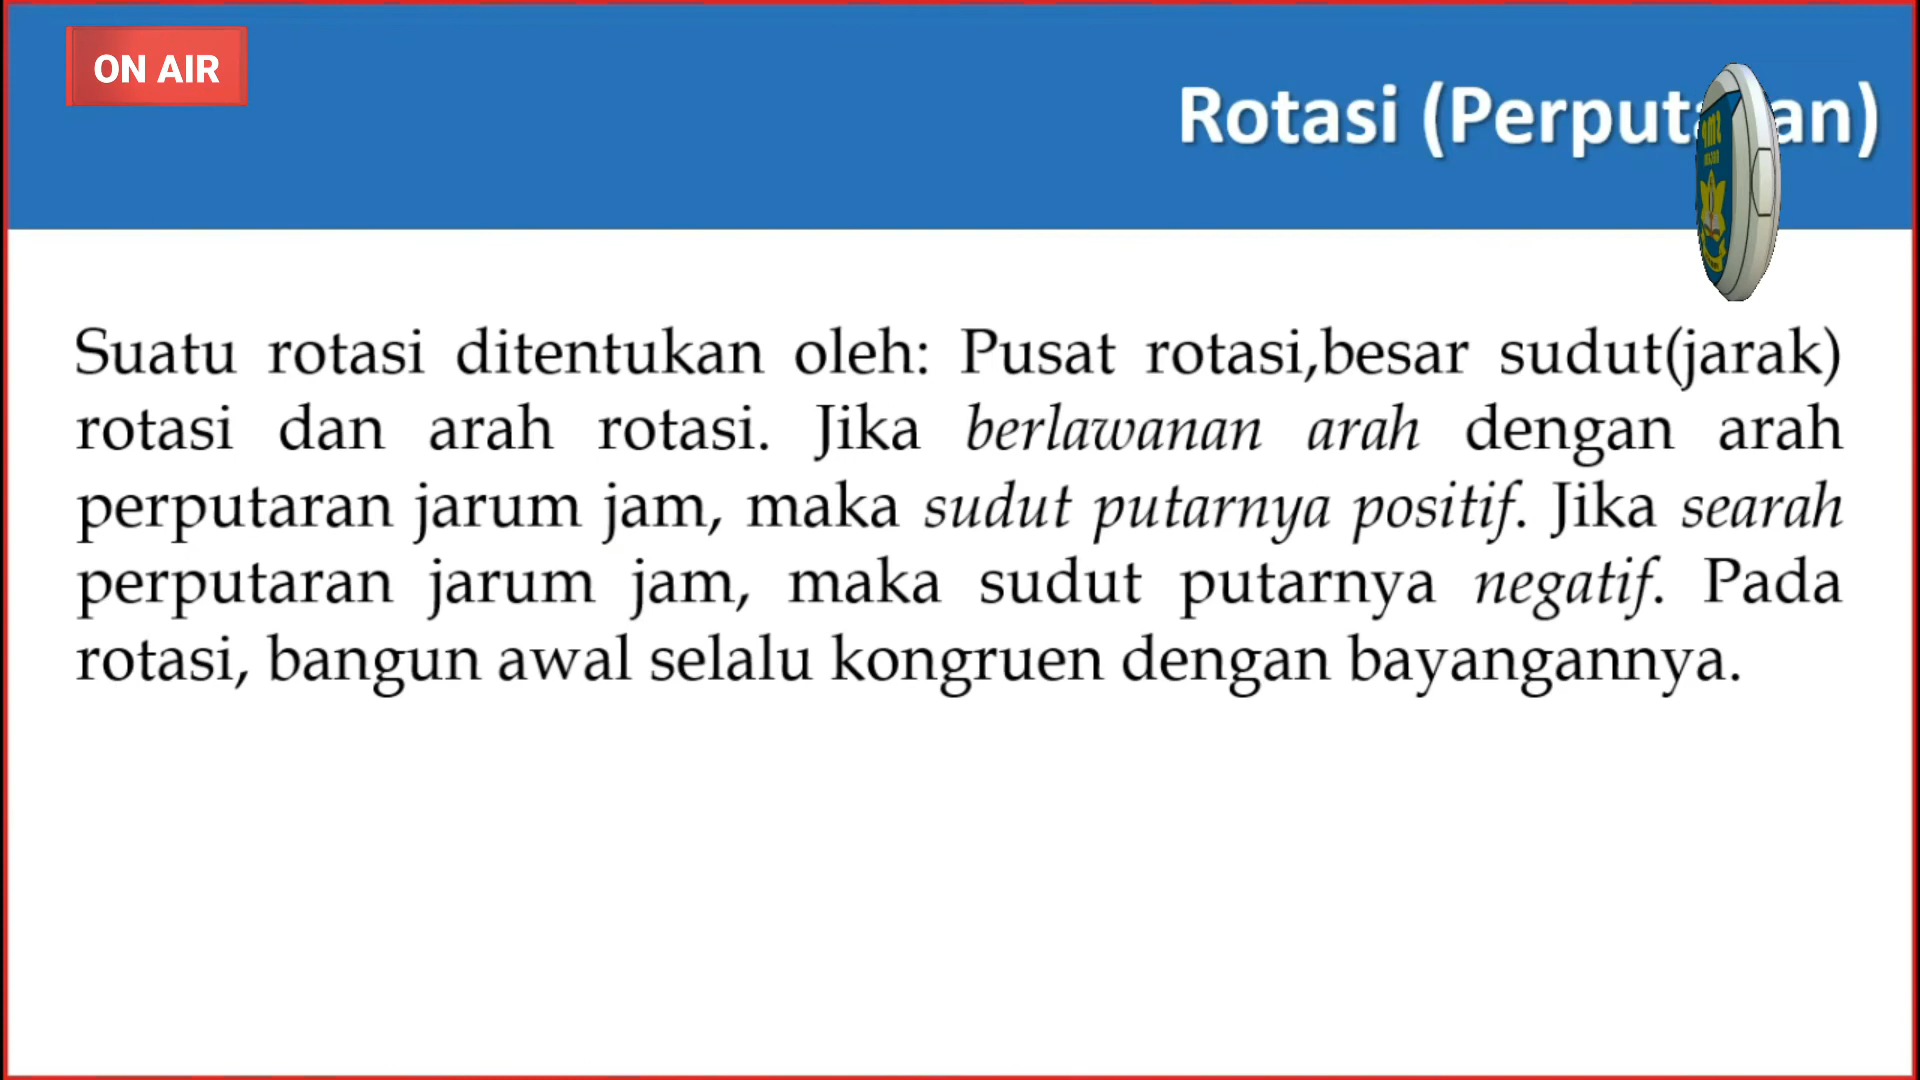 ON AIR
Rotasi (Perputaran)
Suatu rotasi ditentukan oleh: Pusat rotasi,besar sudut(jarak)
rotasi dan arah rotasi. Jika berlawanan arah dengan arah
perputaran jarum jam, maka sudut putarnya positif. Jika searah
perputaran jarum jam, maka sudut putarnya negatif. Pada
rotasi, bangun awal selalu kongruen dengan bayangannya.